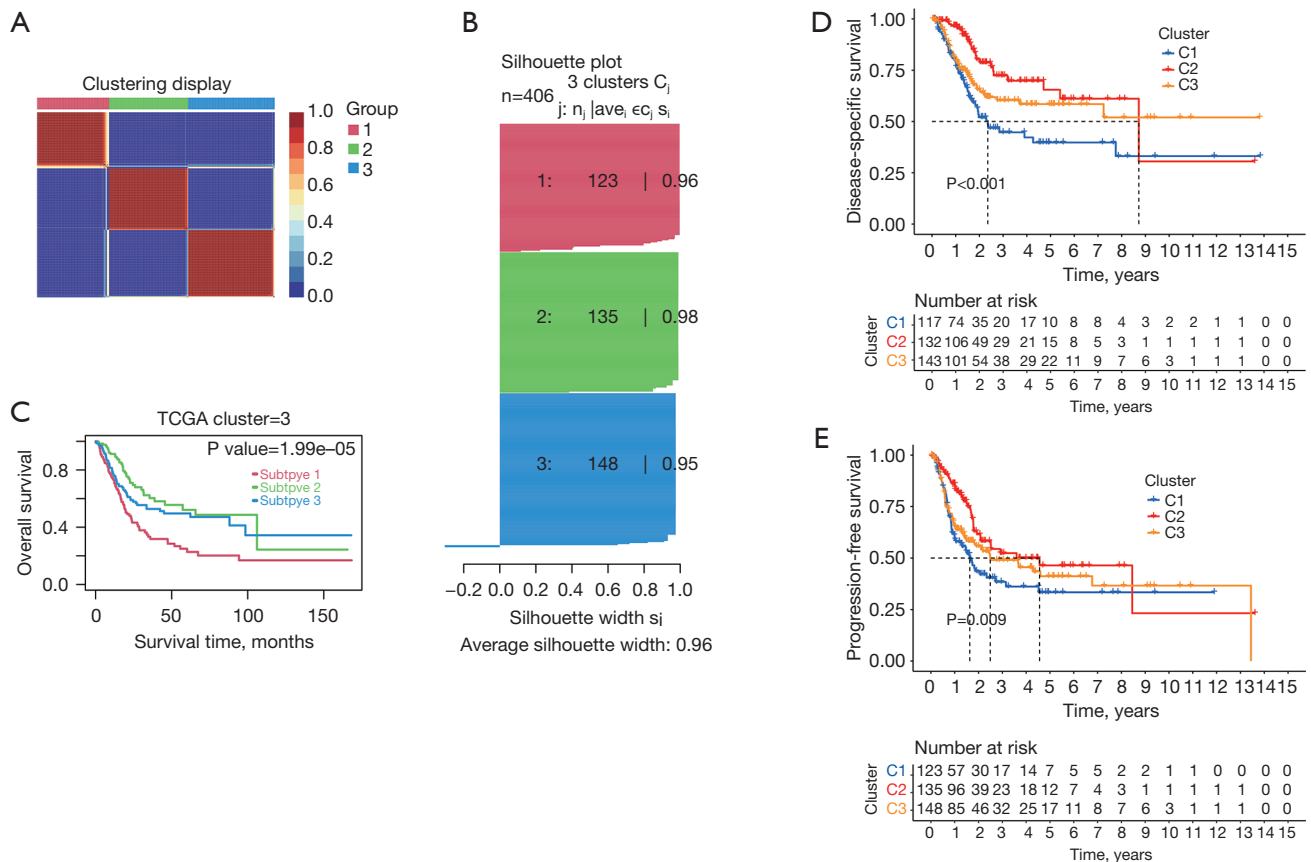 A
Clustering display
1.0
0.8
0.6
0.4
0.2
0.0
Group
1
2
3
B
Silhouette plot
n=406
3 clusters Cj
j: nj |avei ϵcj si
1: 123 | 0.96
2: 135 | 0.98
3: 148 | 0.95
−0.2 0.0 0.2 0.4 0.6 0.8 1.0
Silhouette width si
Average silhouette width: 0.96
C
TCGA cluster=3
P value=1.99e−05
Subtpye 1
Subtpye 2
Subtpye 3
Overall survival
0.8
0.4
0.0
0 50 100 150
Survival time, months
D
Disease-specific survival
1.00
0.75
0.50
0.25
0.00
Cluster
C1
C2
C3
P<0.001
0 1 2 3 4 5 6 7 8 9 10 11 12 13 14 15
Time, years
Number at risk
Cluster
C1 117 74 35 20 17 10 8 8 4 3 2 2 1 1 0 0
C2 132 106 49 29 21 15 8 5 3 1 1 1 1 1 0 0
C3 143 101 54 38 29 22 11 9 7 6 3 1 1 1 0 0
0 1 2 3 4 5 6 7 8 9 10 11 12 13 14 15
Time, years
E
Progression-free survival
1.00
0.75
0.50
0.25
0.00
Cluster
C1
C2
C3
P=0.009
0 1 2 3 4 5 6 7 8 9 10 11 12 13 14 15
Time, years
Number at risk
Cluster
C1 123 57 30 17 14 7 5 5 2 2 1 1 0 0 0 0
C2 135 96 39 23 18 12 7 4 3 1 1 1 1 1 0 0
C3 148 85 46 32 25 17 11 8 7 6 3 1 1 1 0 0
0 1 2 3 4 5 6 7 8 9 10 11 12 13 14 15
Time, years